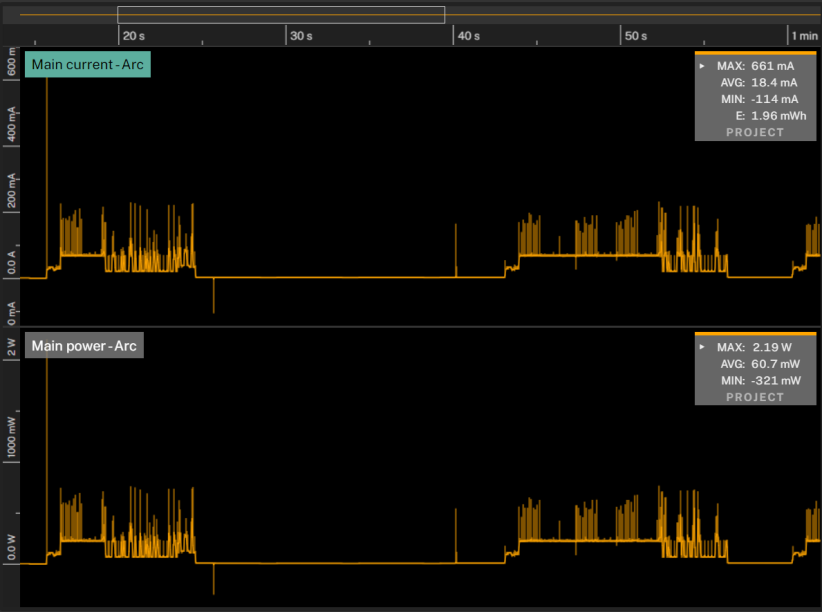 20 s
30 s
40 s
50 s
1 min
600 m
400 mA
200 mA
0.0 A
0 mA
Main current - Arc
MAX: 661 mA
AVG: 18.4 mA
MIN: -114 mA
E: 1.96 mWh
PROJECT
2 W
1000 mW
0.0 W
Main power - Arc
MAX: 2.19 W
AVG: 60.7 mW
MIN: -321 mW
PROJECT